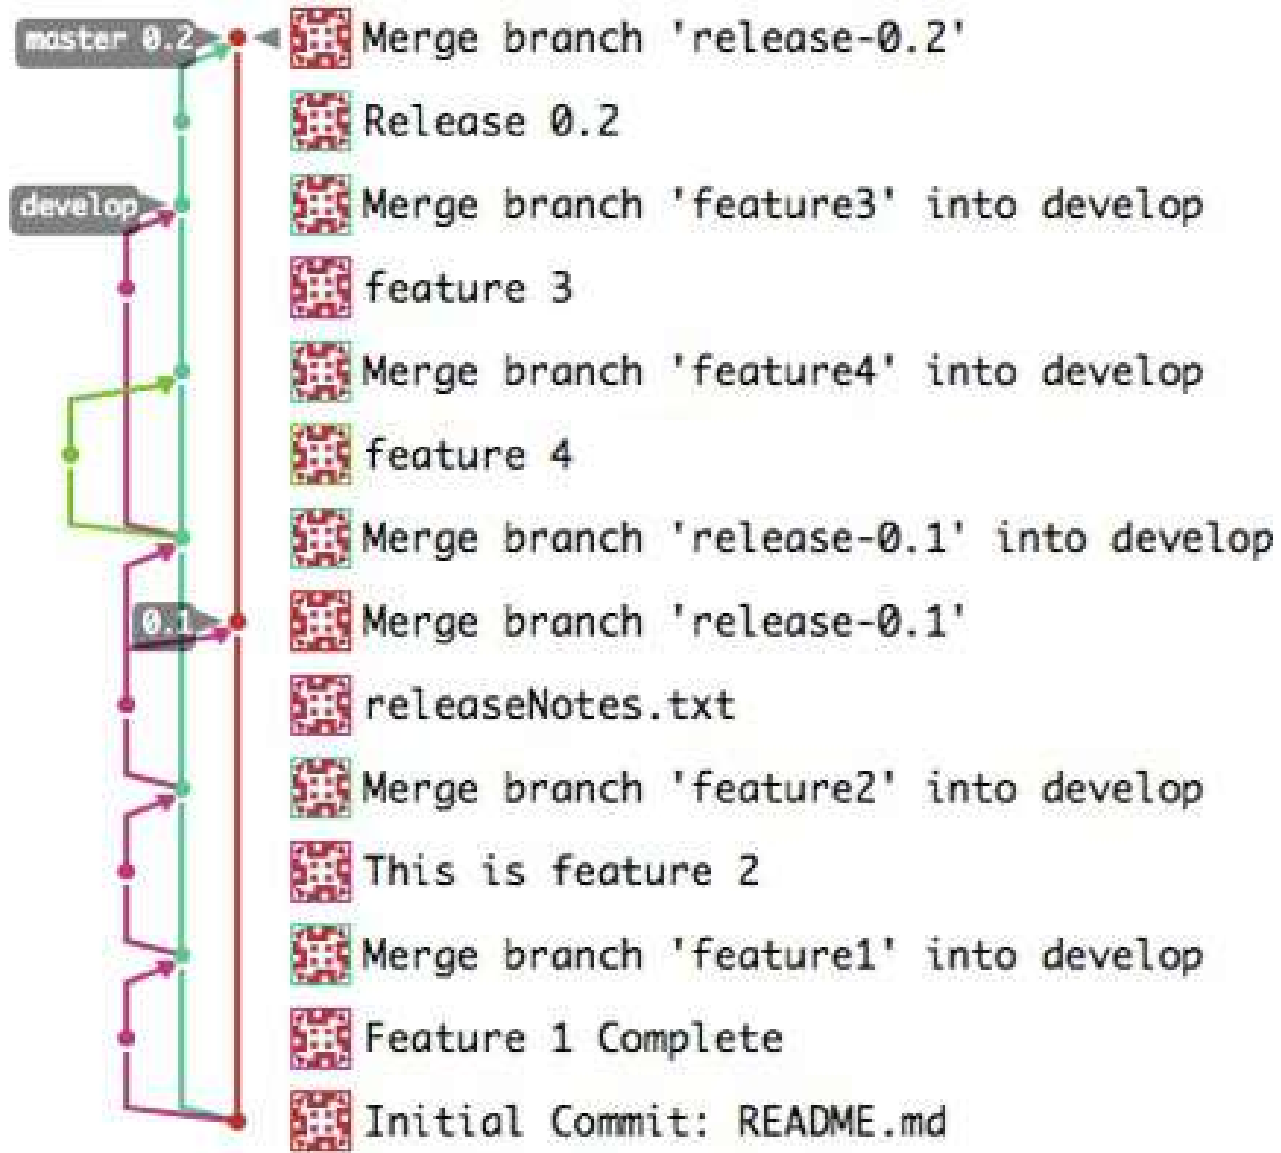 master 0.2 Merge branch 'release-0.2'
Release 0.2
develop Merge branch 'feature3' into develop
feature 3
Merge branch 'feature4' into develop
feature 4
Merge branch 'release-0.1' into develop
0.1 Merge branch 'release-0.1'
releaseNotes.txt
Merge branch 'feature2' into develop
This is feature 2
Merge branch 'feature1' into develop
Feature 1 Complete
Initial Commit: README.md